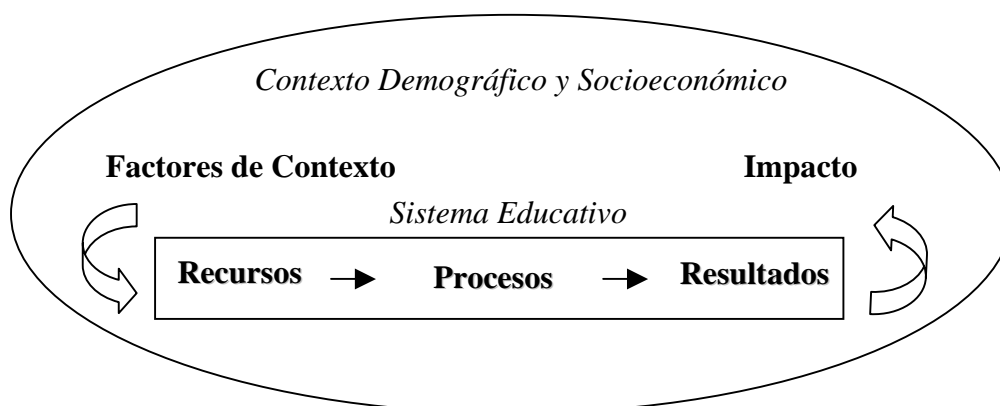 Contexto Demográfico y Socioeconómico
Factores de Contexto
Impacto
Sistema Educativo
Recursos
Procesos
Resultados